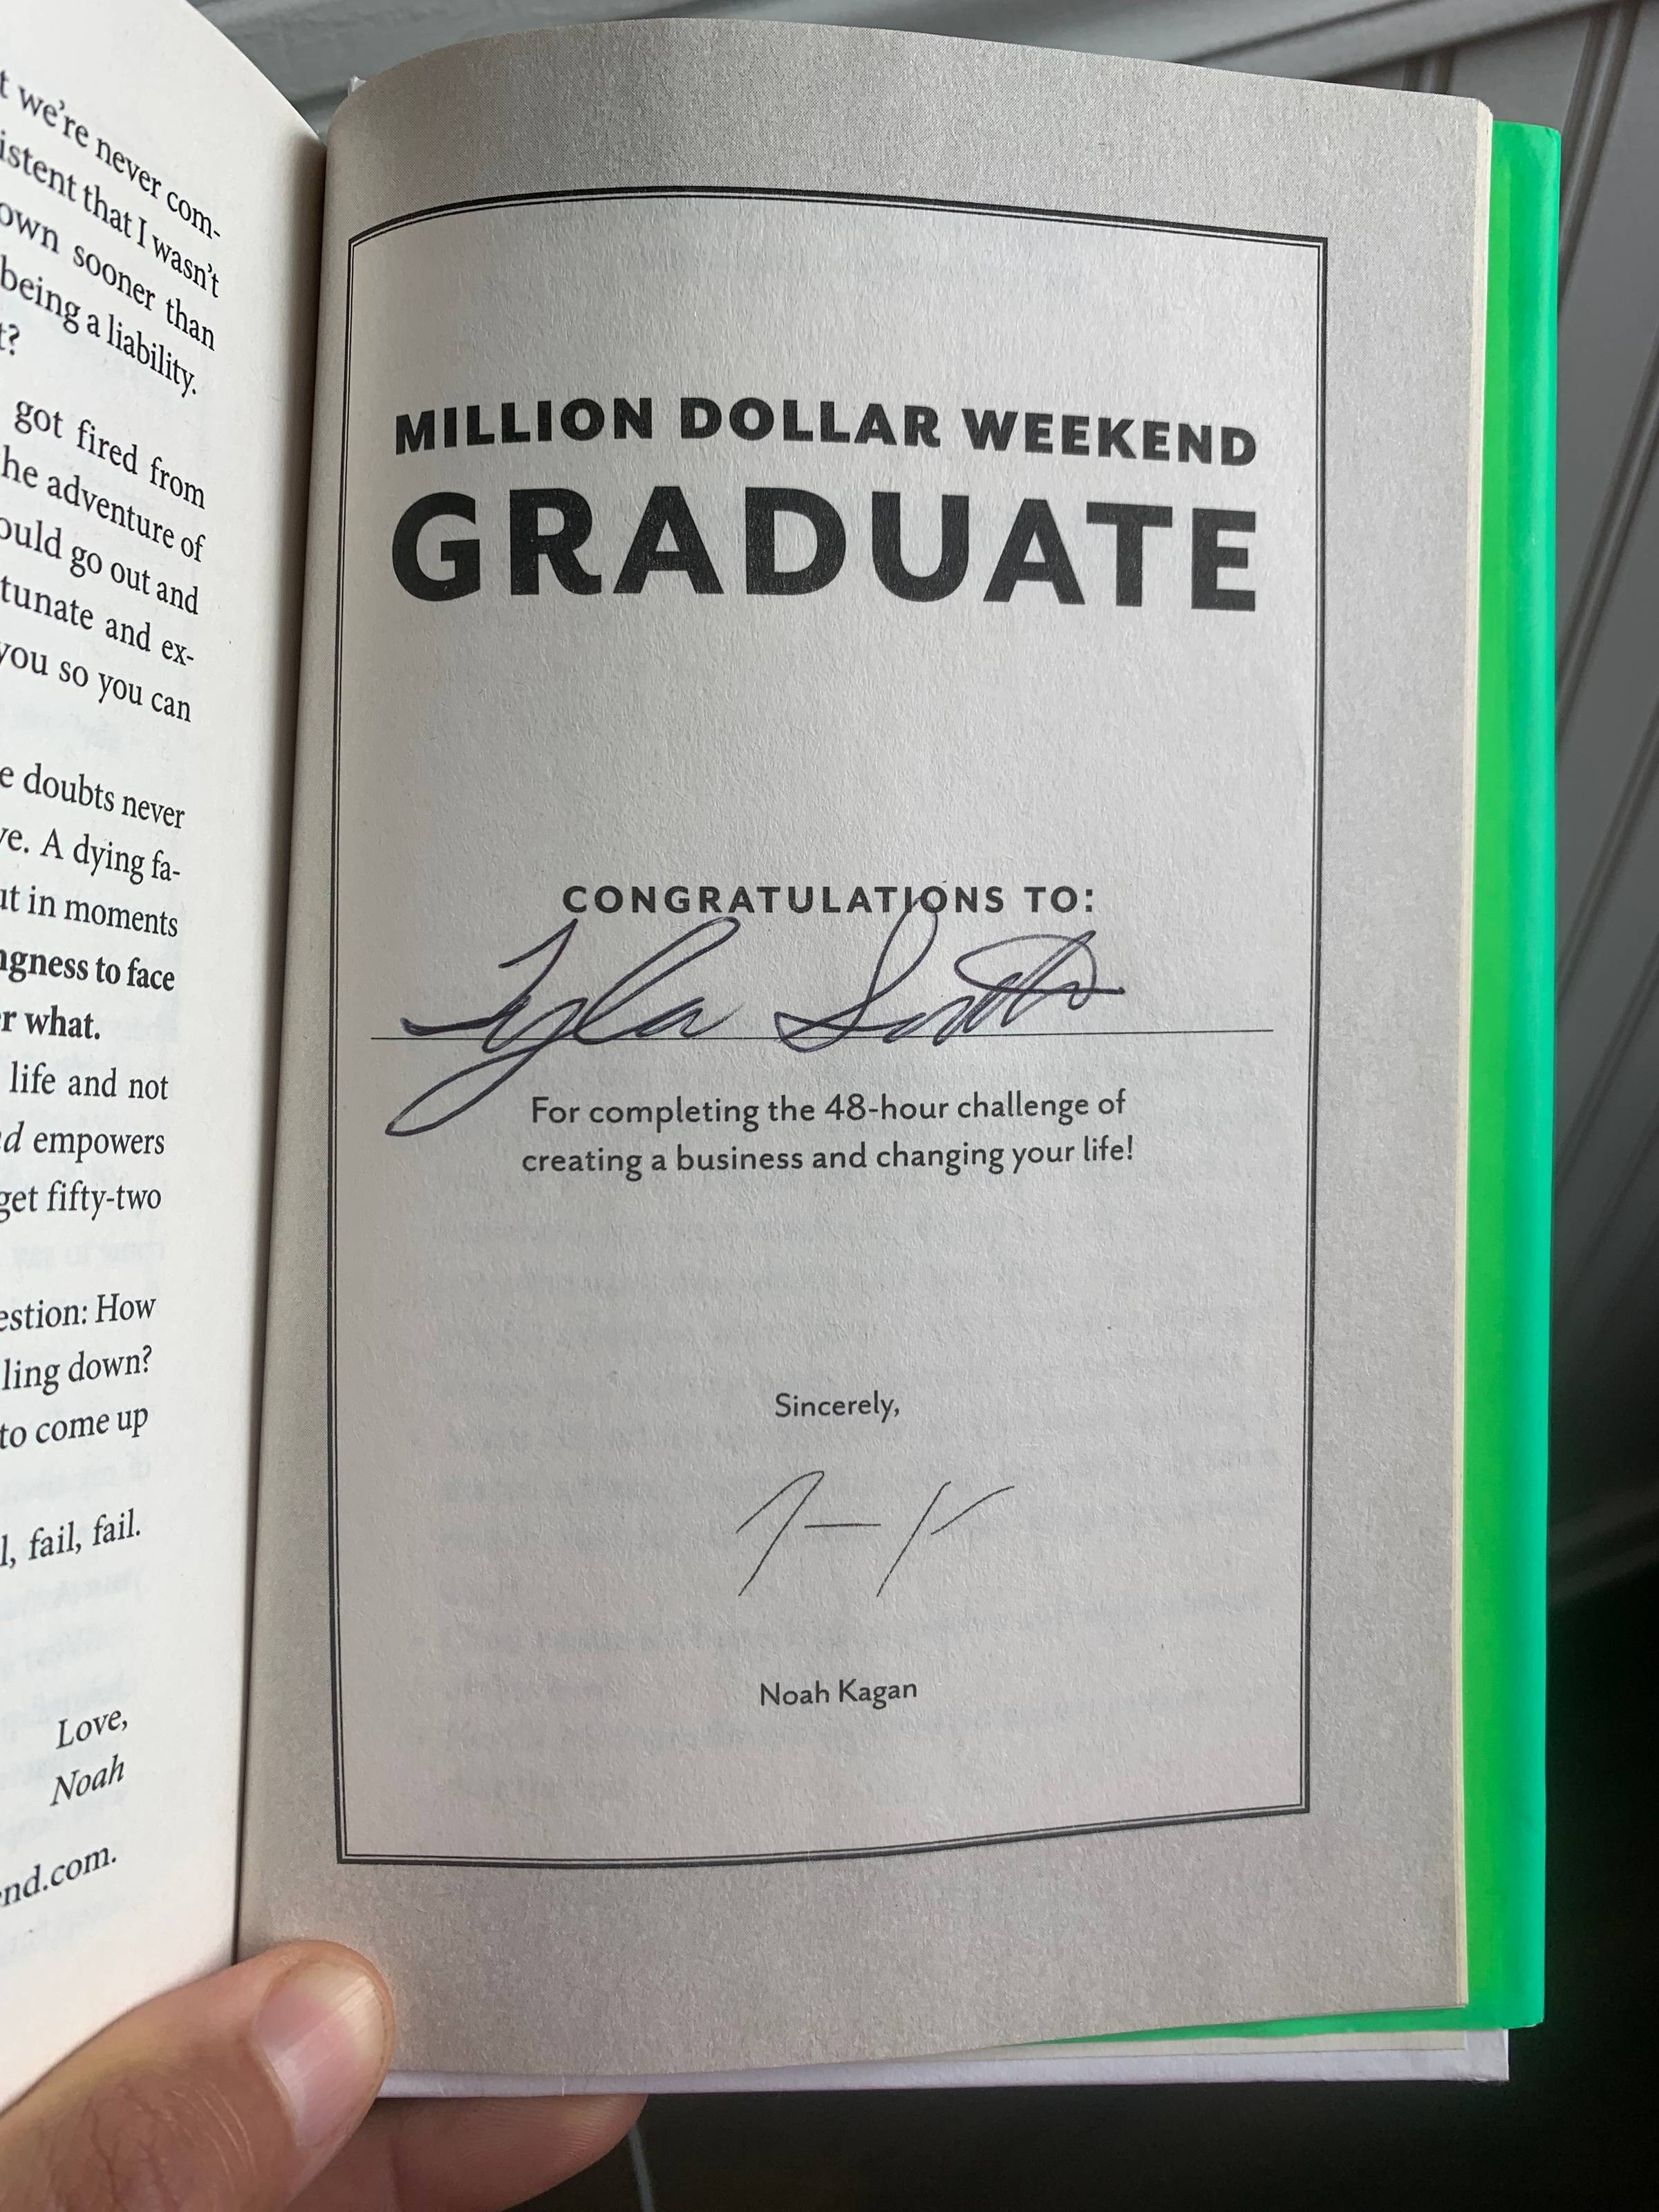 t we're never com-
istent that I wasn't
own sooner than
being a liability.
t?
got fired from
he adventure of
ould go out and
tunate and ex-
you so you can
e doubts never
ve. A dying fa-
ut in moments
ngness to face
r what.
life and not
d empowers
get fifty-two
estion: How
ling down?
to come up
l, fail, fail.
Love,
Noah
nd.com.
MILLION DOLLAR WEEKEND
GRADUATE
CONGRATULATIONS TO:
For completing the 48-hour challenge of
creating a business and changing your life!
Sincerely,
Noah Kagan